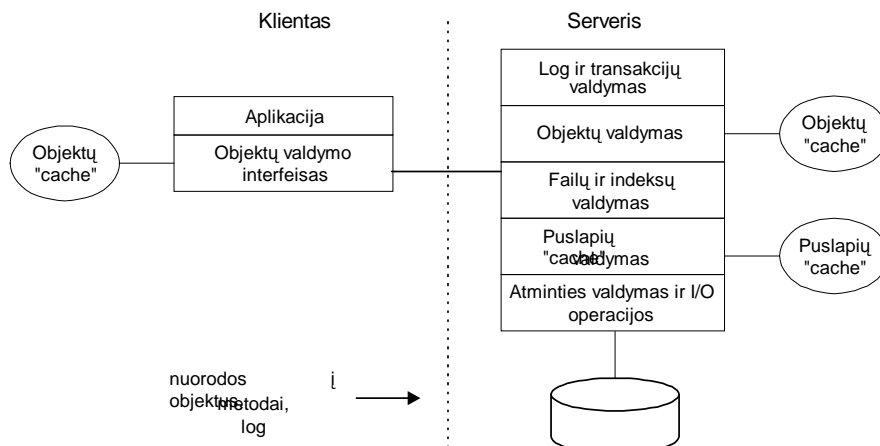 Klientas
Serveris
Log ir transakcijų
valdymas
Aplikacija
Objektų valdymas
Objektų
"cache"
Objektų
"cache"
Objektų valdymo
interfeisas
Failų ir indeksų
valdymas
Puslapių
"cache"
valdymas
Puslapių
"cache"
Atminties valdymas ir I/O
operacijos
nuorodos į
objektus,
metodai,
log